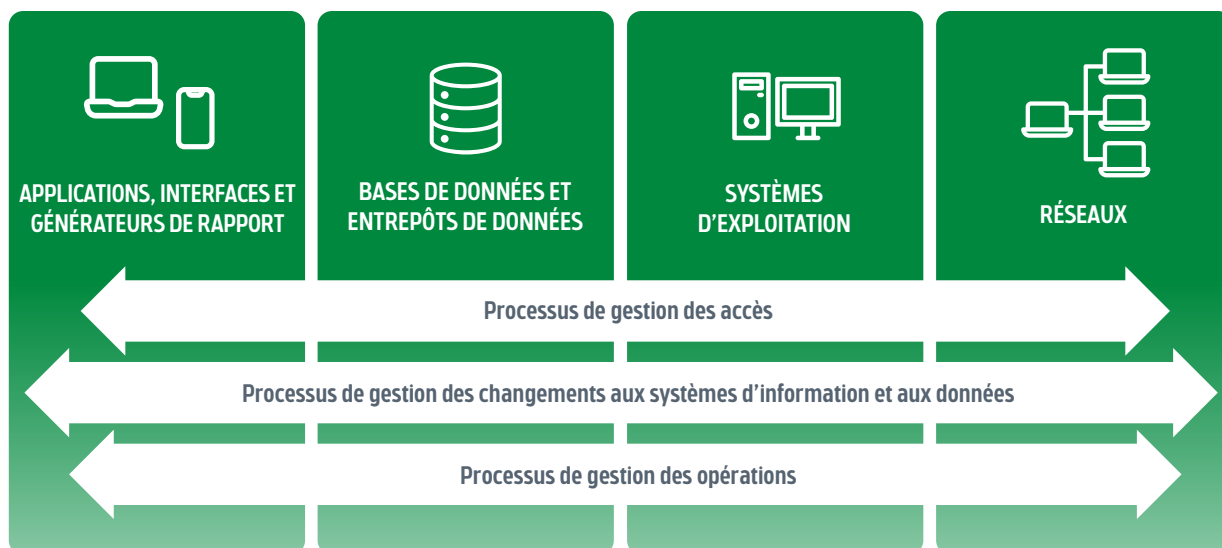 APPLICATIONS, INTERFACES ET
GÉNÉRATEURS DE RAPPORT
BASES DE DONNÉES ET
ENTREPÔTS DE DONNÉES
SYSTÈMES
D’EXPLOITATION
RÉSEAUX
Processus de gestion des accès
Processus de gestion des changements aux systèmes d’information et aux données
Processus de gestion des opérations